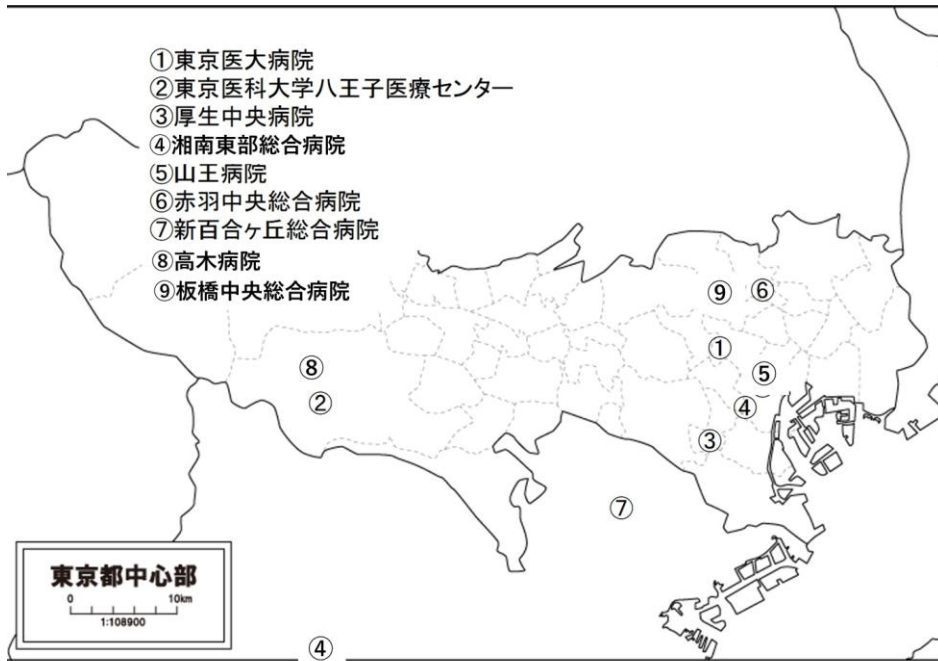 ①東京医大病院
②東京医科大学八王子医療センター
③厚生中央病院
④湘南東部総合病院
⑤山王病院
⑥赤羽中央総合病院
⑦新百合ヶ丘総合病院
⑧高木病院
⑨板橋中央総合病院
⑨
⑥
①
⑧
⑤
②
④
③
⑦
東京都中心部
0 10km
1:108900
④